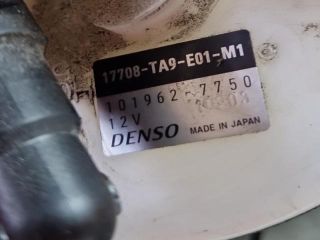 17708-TA9-E01-M1
101962-7750
12V
DENSO MADE IN JAPAN